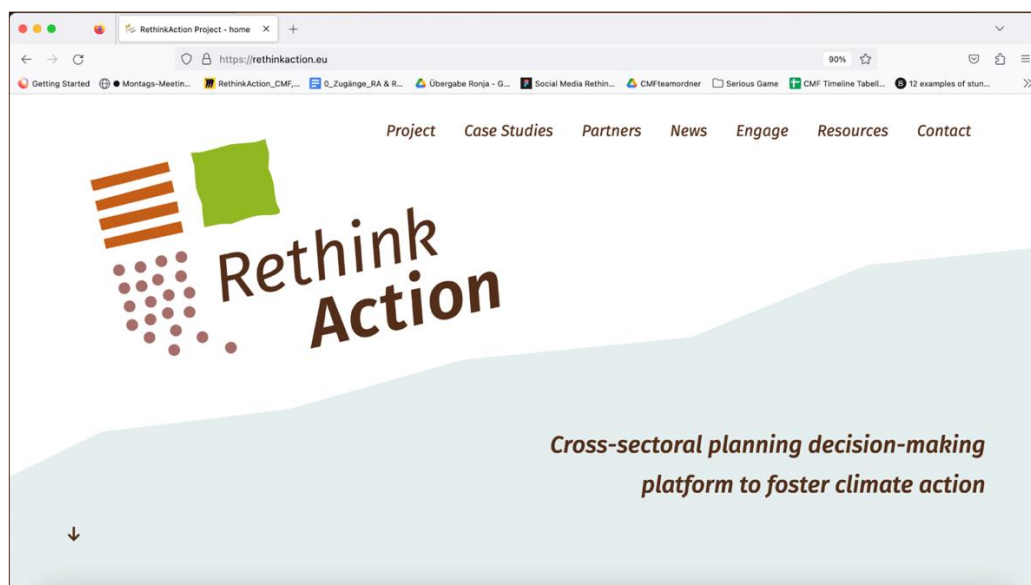 RethinkAction Project - home
https://rethinkaction.eu
90%
Getting Started ● Montags-Meetin... RethinkAction_CMF,... 0_Zugänge_RA & R... Übergabe Ronja - G... Social Media Rethin... CMFteamordner Serious Game CMF Timeline Tabell... 12 examples of stun...
Project Case Studies Partners News Engage Resources Contact
Rethink
Action
Cross-sectoral planning decision-making
platform to foster climate action